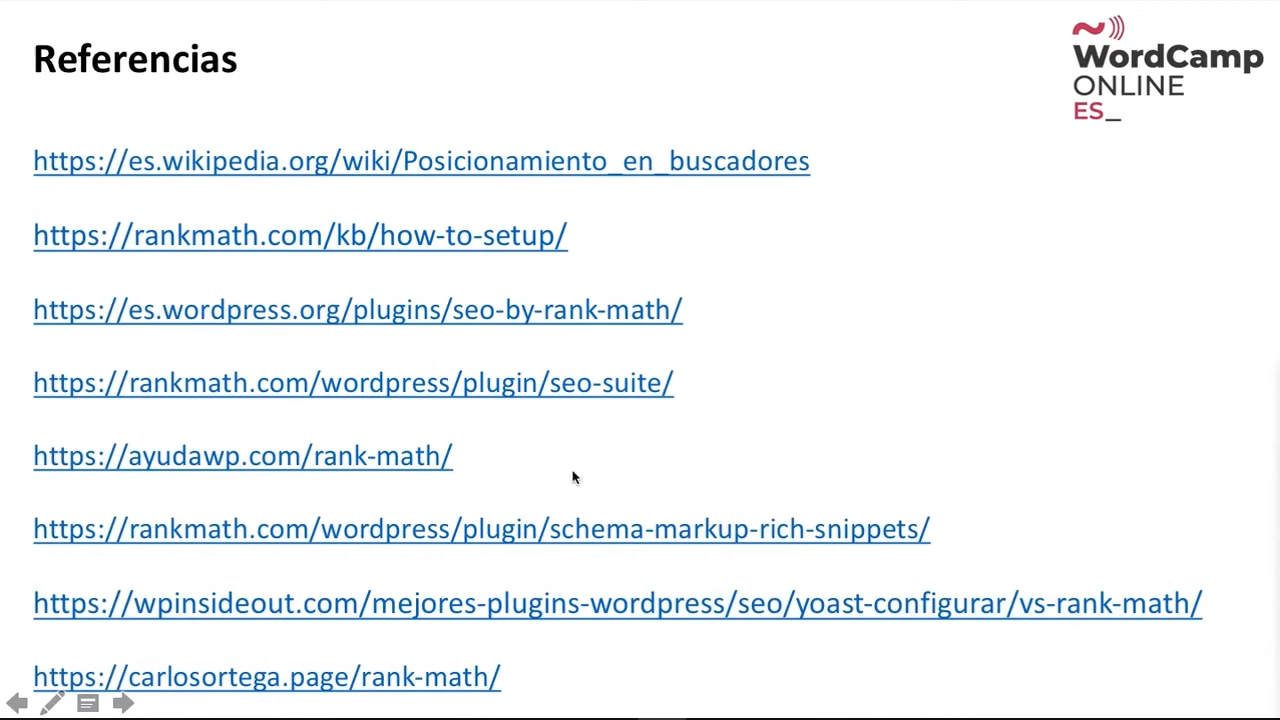 Referencias
WordCamp
ONLINE
ES_
https://es.wikipedia.org/wiki/Posicionamiento_en_buscadores
https://rankmath.com/kb/how-to-setup/
https://es.wordpress.org/plugins/seo-by-rank-math/
https://rankmath.com/wordpress/plugin/seo-suite/
https://ayudawp.com/rank-math/
https://rankmath.com/wordpress/plugin/schema-markup-rich-snippets/
https://wpinsideout.com/mejores-plugins-wordpress/seo/yoast-configurar/vs-rank-math/
https://carlosortega.page/rank-math/